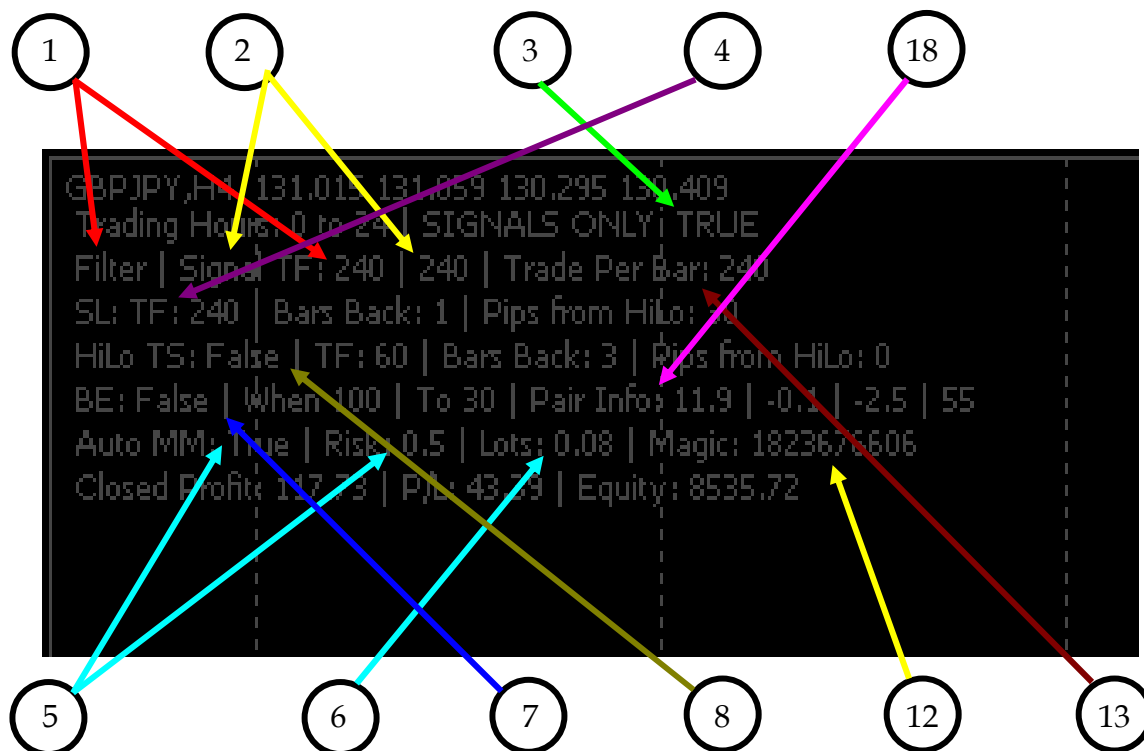 1 2 3 4 18
GBPJPY,H4 131.019 131.059 130.295 130.409
Trading Hours: 0 to 24 | SIGNALS ONLY: TRUE
Filter | Signal TF: 240 | 240 | Trade Per Bar: 240
SL: TF: 240 | Bars Back: 1 | Pips from HiLo:
HiLo TS: False | TF: 60 | Bars Back: 3 | Pips from HiLo: 0
BE: False | When 100 | To 30 | Pair Info: 11.9 | -0.1 | -2.5 | 55
Auto MM: True | Risk: 0.5 | Lots: 0.08 | Magic:
Closed Profit: 117.73 | P/L: | Equity: 8535.72
5 6 7 8 12 13